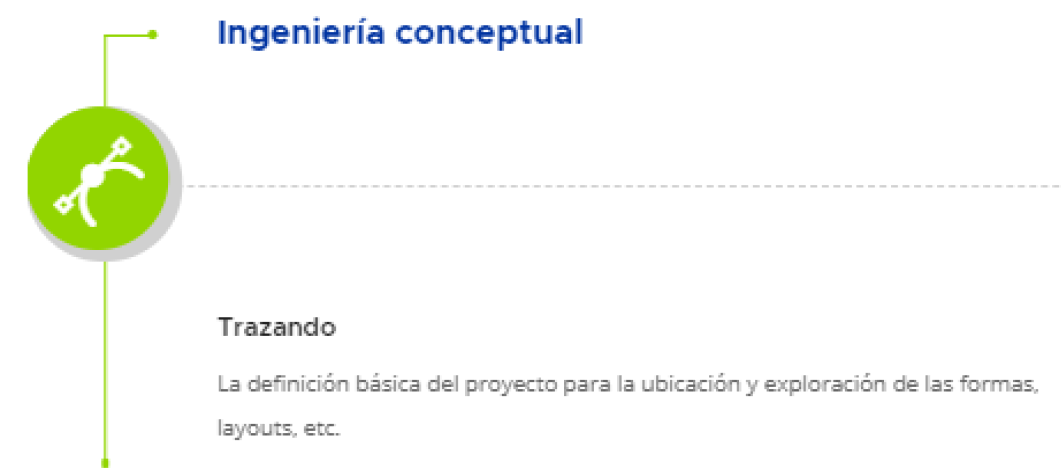 Ingeniería conceptual
Trazando
La definición básica del proyecto para la ubicación y exploración de las formas,
layouts, etc.